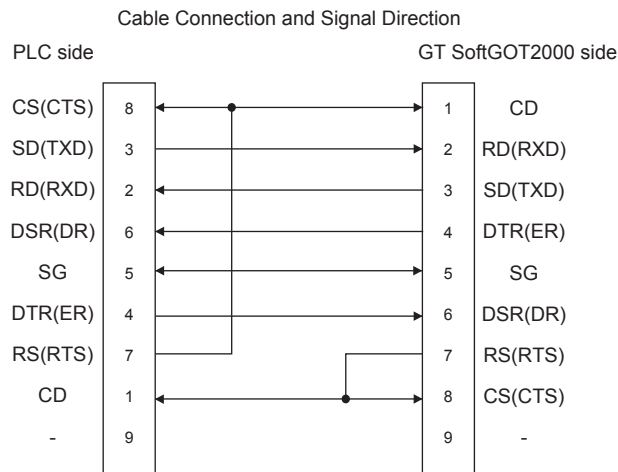 Cable Connection and Signal Direction
PLC side GT SoftGOT2000 side
CS(CTS) 8 1 CD
SD(TXD) 3 2 RD(RXD)
RD(RXD) 2 3 SD(TXD)
DSR(DR) 6 4 DTR(ER)
SG 5 5 SG
DTR(ER) 4 6 DSR(DR)
RS(RTS) 7 7 RS(RTS)
CD 1 8 CS(CTS)
- 9 9 -